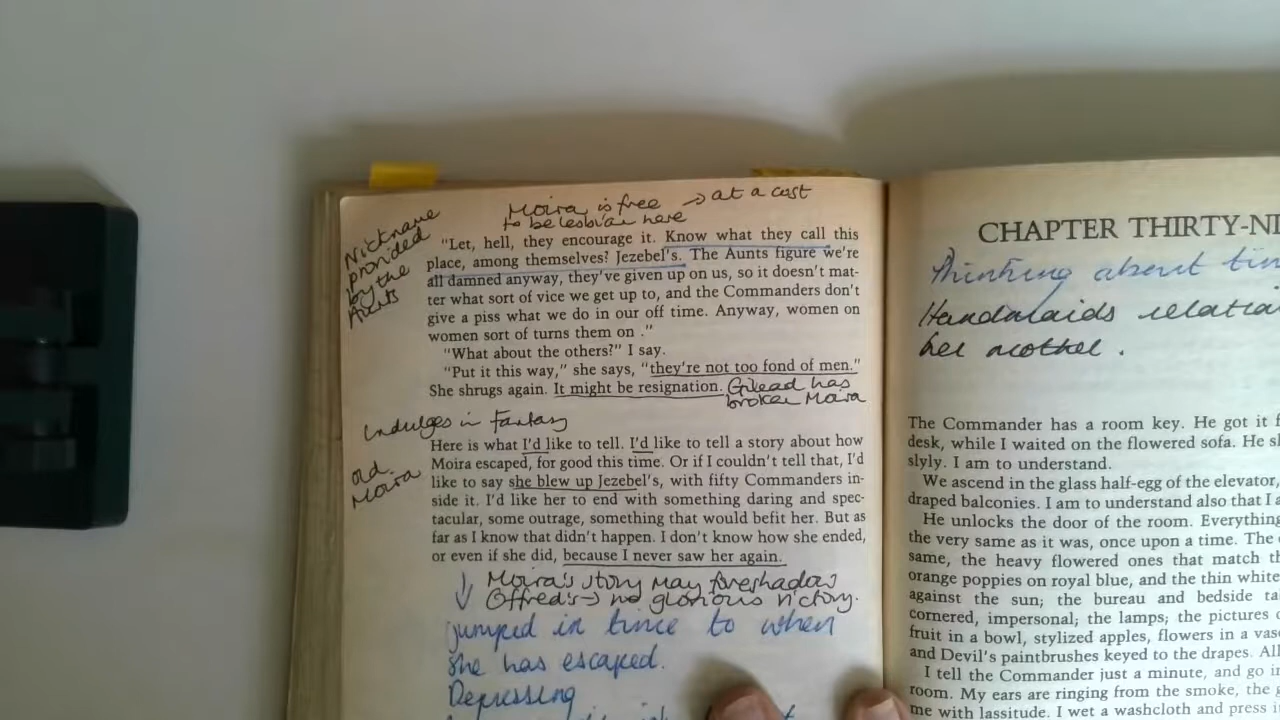 Moira is free → at a cost
to be lesbian here
Nickname
provided
by the
Aunts
"Let, hell, they encourage it. Know what they call this
place, among themselves? Jezebel's. The Aunts figure we're
all damned anyway, they've given up on us, so it doesn't mat-
ter what sort of vice we get up to, and the Commanders don't
give a piss what we do in our off time. Anyway, women on
women sort of turns them on ."
"What about the others?" I say.
"Put it this way," she says, "they're not too fond of men."
She shrugs again. It might be resignation. Gilead has
broken Moira
Indulges in Fantasy
old
Moira
Here is what I'd like to tell. I'd like to tell a story about how
Moira escaped, for good this time. Or if I couldn't tell that, I'd
like to say she blew up Jezebel's, with fifty Commanders in-
side it. I'd like her to end with something daring and spec-
tacular, some outrage, something that would befit her. But as
far as I know that didn't happen. I don't know how she ended,
or even if she did, because I never saw her again.
↓ Moira's story may foreshadow
Offred's → no glorious victory.
jumped in time to when
she has escaped.
Depressing
CHAPTER THIRTY-NI
Thinking about tim
Handmaids relation
her mother.
The Commander has a room key. He got it f
desk, while I waited on the flowered sofa. He sh
slyly. I am to understand.
We ascend in the glass half-egg of the elevator,
draped balconies. I am to understand also that I a
He unlocks the door of the room. Everything
the very same as it was, once upon a time. The d
same, the heavy flowered ones that match th
orange poppies on royal blue, and the thin white
against the sun; the bureau and bedside ta
cornered, impersonal; the lamps; the pictures o
fruit in a bowl, stylized apples, flowers in a vase
and Devil's paintbrushes keyed to the drapes. All
I tell the Commander just a minute, and go in
room. My ears are ringing from the smoke, the g
me with lassitude. I wet a washcloth and press i